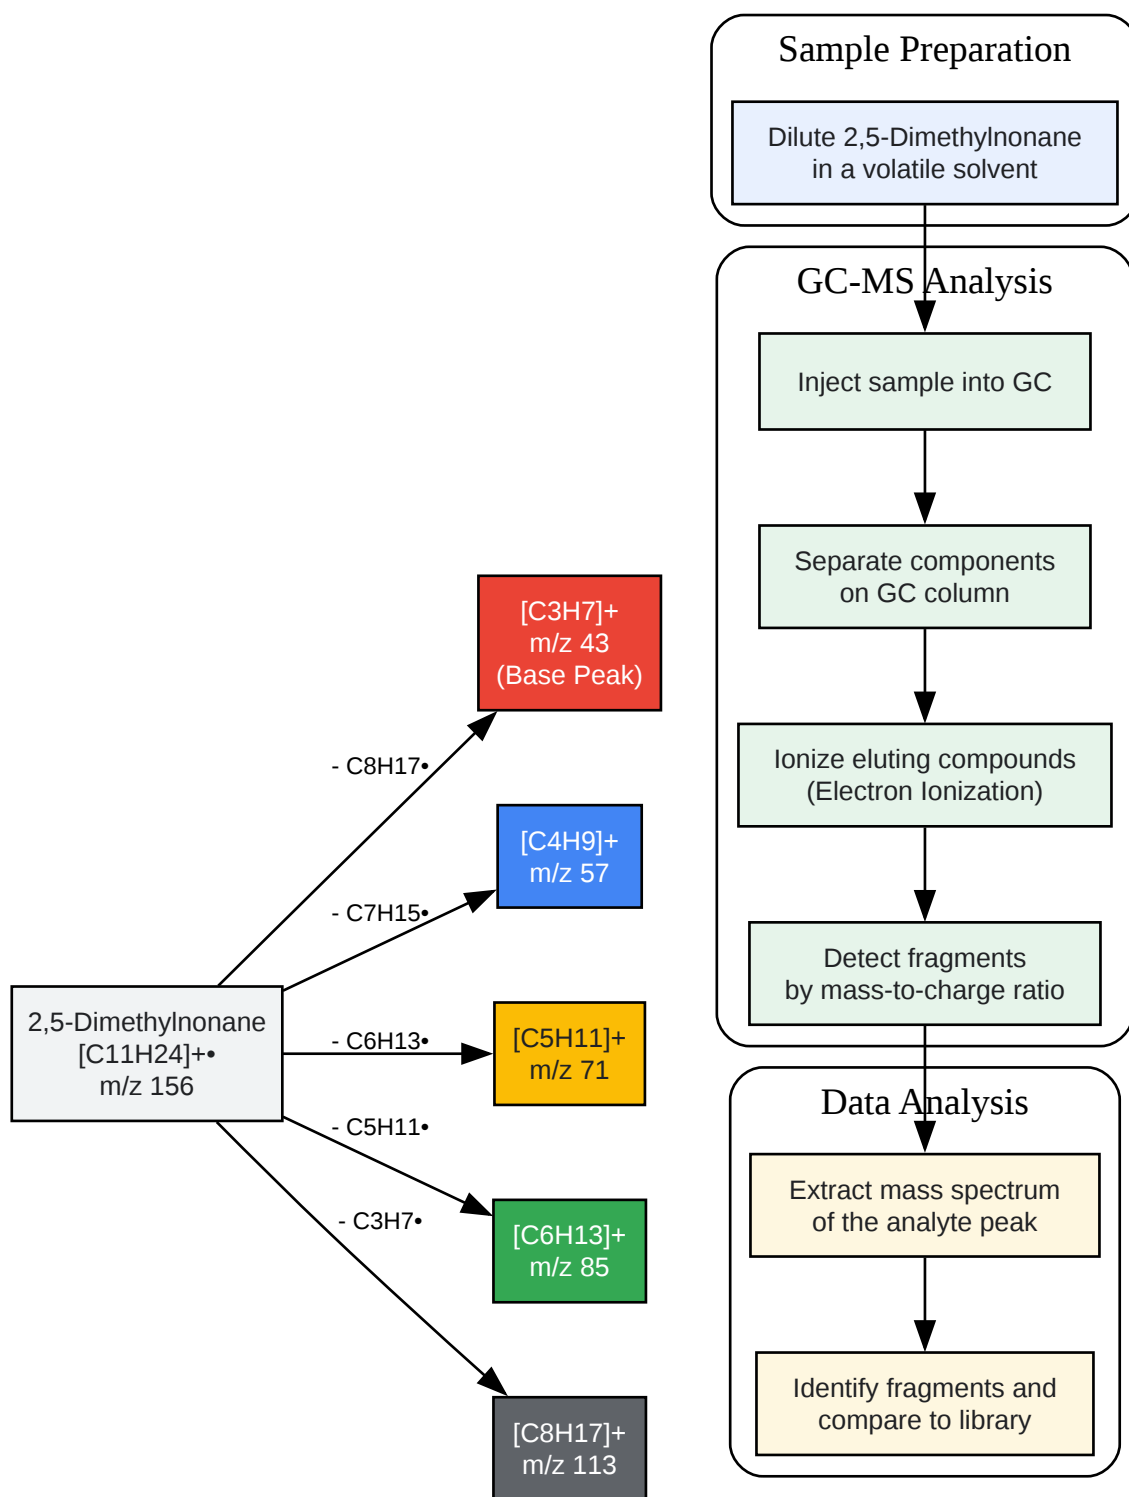 Sample Preparation
Dilute 2,5-Dimethylnonane
in a volatile solvent
GC-MS Analysis
Inject sample into GC
Separate components
on GC column
Ionize eluting compounds
(Electron Ionization)
Detect fragments
by mass-to-charge ratio
Data Analysis
Extract mass spectrum
of the analyte peak
Identify fragments and
compare to library
2,5-Dimethylnonane
[C11H24]+•
m/z 156
- C8H17•
[C3H7]+
m/z 43
(Base Peak)
- C7H15•
[C4H9]+
m/z 57
- C6H13•
[C5H11]+
m/z 71
- C5H11•
[C6H13]+
m/z 85
- C3H7•
[C8H17]+
m/z 113